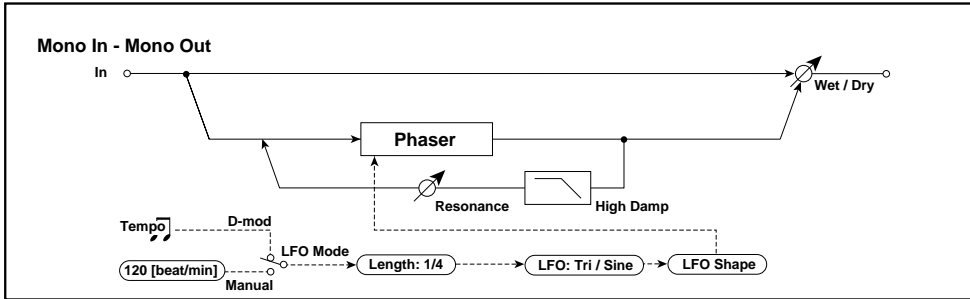 Mono In - Mono Out
In
Wet / Dry
Phaser
Resonance
High Damp
Tempo
D-mod
LFO Mode
120 [beat/min]
Manual
Length: 1/4
LFO: Tri / Sine
LFO Shape